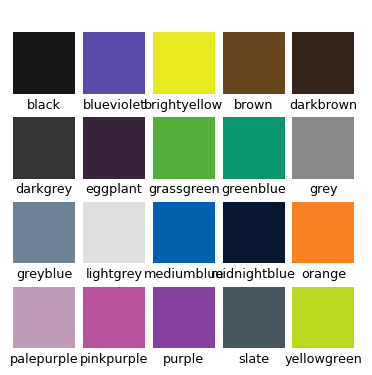 black blueviolet brightyellow brown darkbrown
darkgrey eggplant grassgreen greenblue grey
greyblue lightgrey mediumblue midnightblue orange
palepurple pinkpurple purple slate yellowgreen